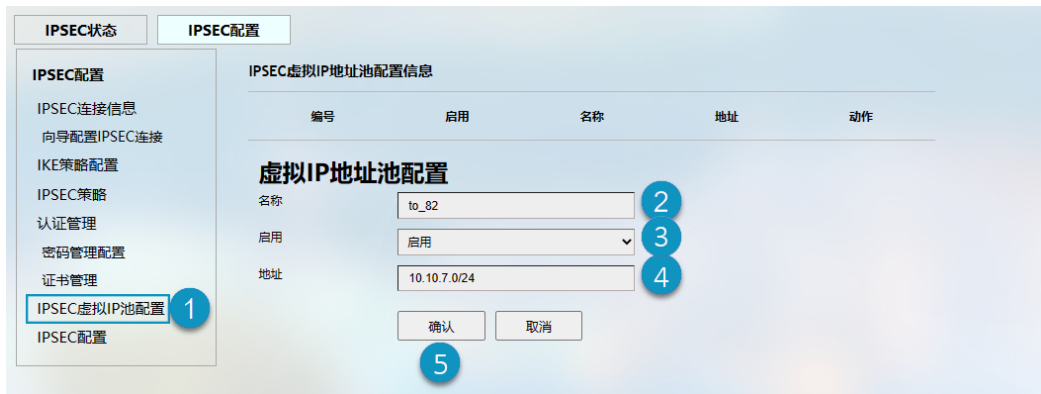 IPSEC状态
IPSEC配置
IPSEC配置
IPSEC连接信息
向导配置IPSEC连接
IKE策略配置
IPSEC策略
认证管理
密码管理配置
证书管理
IPSEC虚拟IP池配置 1
IPSEC配置
IPSEC虚拟IP地址池配置信息
编号 启用 名称 地址 动作
虚拟IP地址池配置
名称 to_82 2
启用 启用 3
地址 10.10.7.0/24 4
确认 取消
5